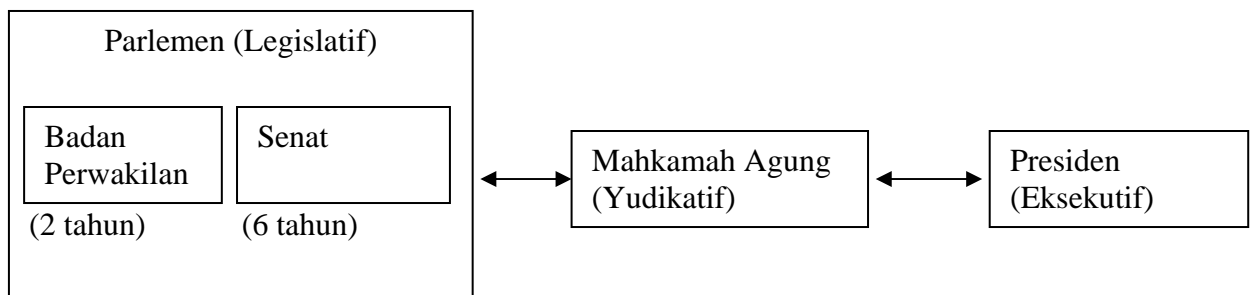 Parlemen (Legislatif)
Badan
Perwakilan
(2 tahun)
Senat
(6 tahun)
Mahkamah Agung
(Yudikatif)
Presiden
(Eksekutif)